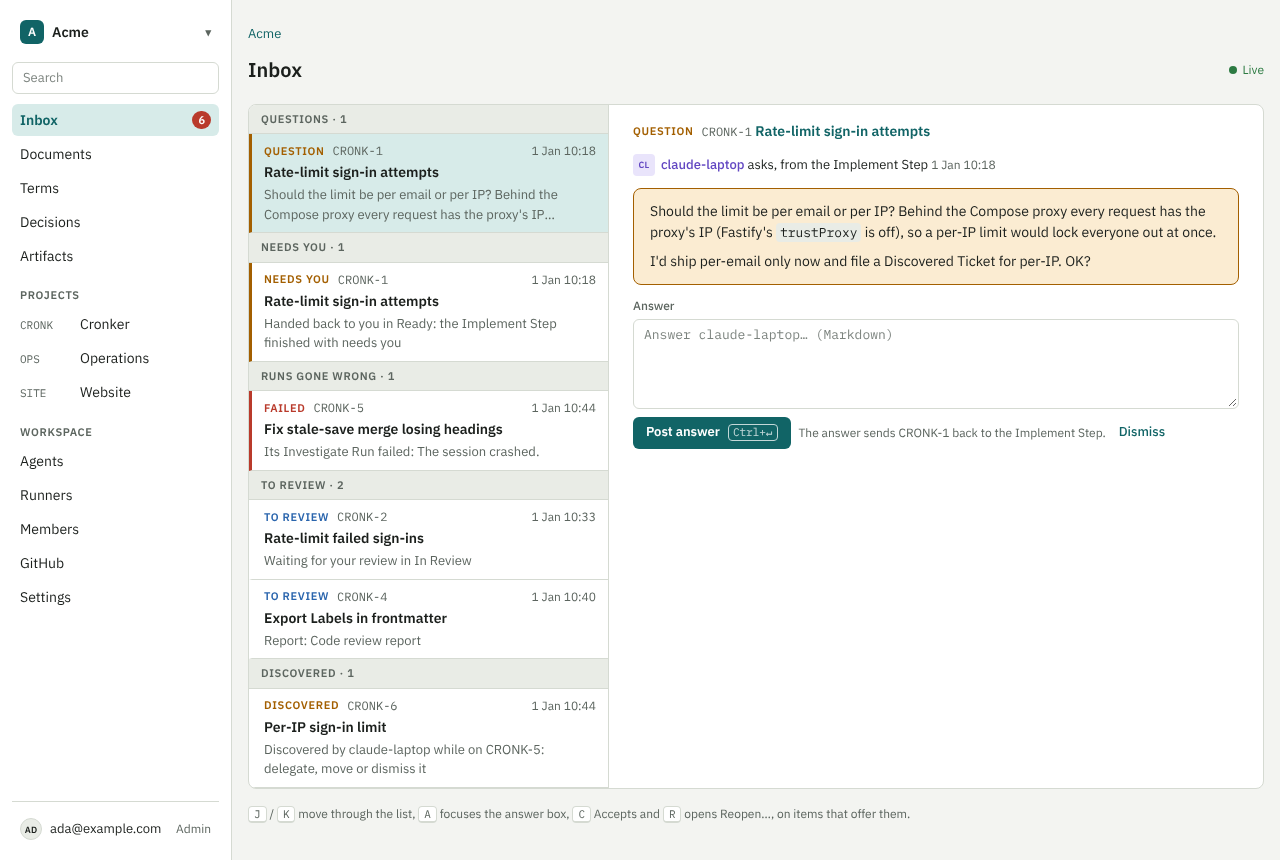 A Acme ▾
Search
Inbox 6
Documents
Terms
Decisions
Artifacts
PROJECTS
CRONK Cronker
OPS Operations
SITE Website
WORKSPACE
Agents
Runners
Members
GitHub
Settings
AD ada@example.com Admin
Acme
Inbox
Live
QUESTIONS · 1
QUESTION CRONK-1 1 Jan 10:18
Rate-limit sign-in attempts
Should the limit be per email or per IP? Behind the
Compose proxy every request has the proxy's IP…
NEEDS YOU · 1
NEEDS YOU CRONK-1 1 Jan 10:18
Rate-limit sign-in attempts
Handed back to you in Ready: the Implement Step
finished with needs you
RUNS GONE WRONG · 1
FAILED CRONK-5 1 Jan 10:44
Fix stale-save merge losing headings
Its Investigate Run failed: The session crashed.
TO REVIEW · 2
TO REVIEW CRONK-2 1 Jan 10:33
Rate-limit failed sign-ins
Waiting for your review in In Review
TO REVIEW CRONK-4 1 Jan 10:40
Export Labels in frontmatter
Report: Code review report
DISCOVERED · 1
DISCOVERED CRONK-6 1 Jan 10:44
Per-IP sign-in limit
Discovered by claude-laptop while on CRONK-5:
delegate, move or dismiss it
QUESTION CRONK-1 Rate-limit sign-in attempts
CL claude-laptop asks, from the Implement Step 1 Jan 10:18
Should the limit be per email or per IP? Behind the Compose proxy every request has the
proxy's IP (Fastify's trustProxy is off), so a per-IP limit would lock everyone out at once.
I'd ship per-email only now and file a Discovered Ticket for per-IP. OK?
Answer
Answer claude-laptop… (Markdown)
Post answer Ctrl+↵ The answer sends CRONK-1 back to the Implement Step. Dismiss
J / K move through the list, A focuses the answer box, C Accepts and R opens Reopen…, on items that offer them.